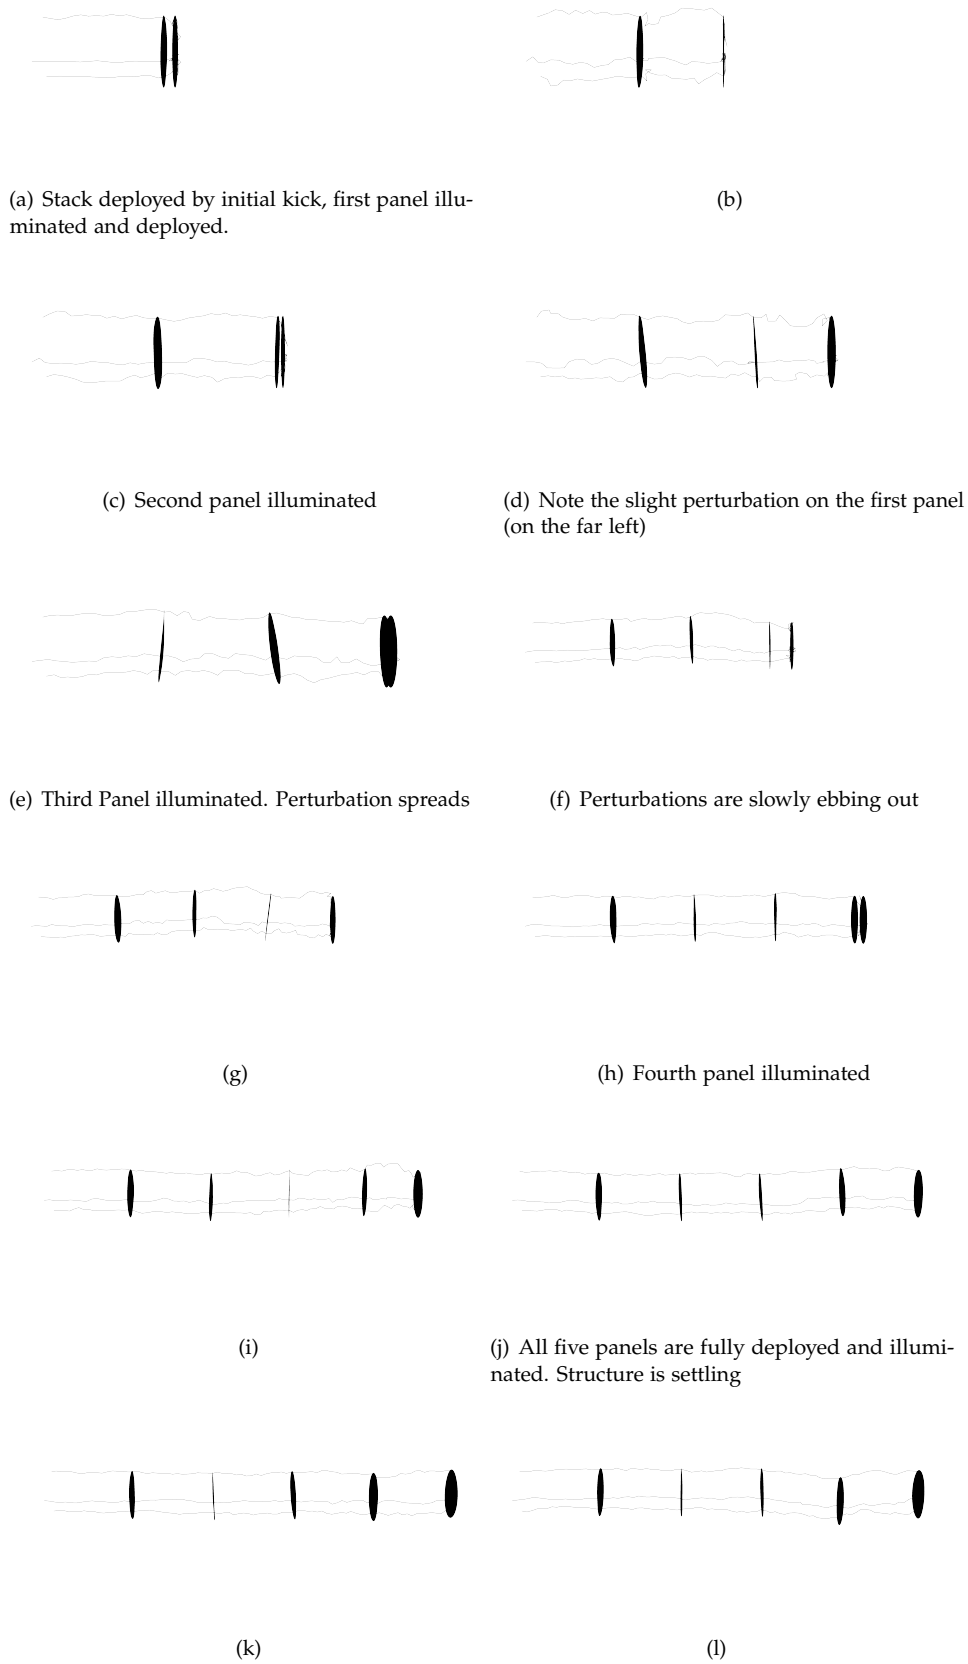 (a) Stack deployed by initial kick, first panel illu-
minated and deployed.
(b)
(c) Second panel illuminated
(d) Note the slight perturbation on the first panel
(on the far left)
(e) Third Panel illuminated. Perturbation spreads
(f) Perturbations are slowly ebbing out
(g)
(h) Fourth panel illuminated
(i)
(j) All five panels are fully deployed and illumi-
nated. Structure is settling
(k)
(l)